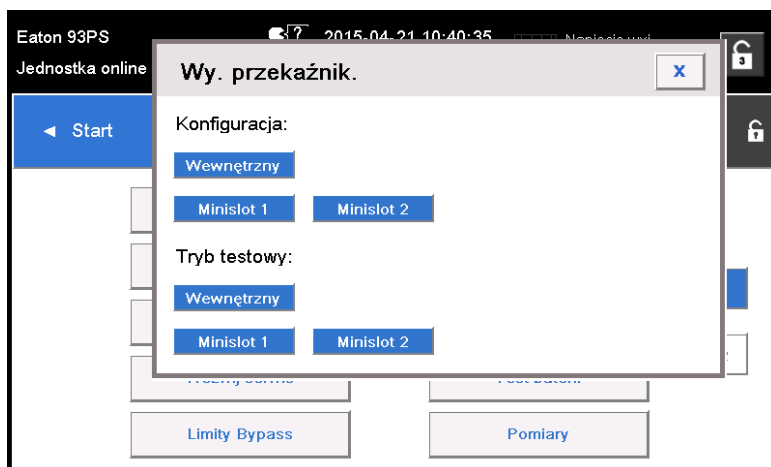 Eaton 93PS
2015-04-21 10:40:35
Jednostka online
3
Wy. przekaźnik.
X
◄ Start
Konfiguracja:
Wewnętrzny
Minislot 1 Minislot 2
Tryb testowy:
Wewnętrzny
Minislot 1 Minislot 2
Limity Bypass Pomiary